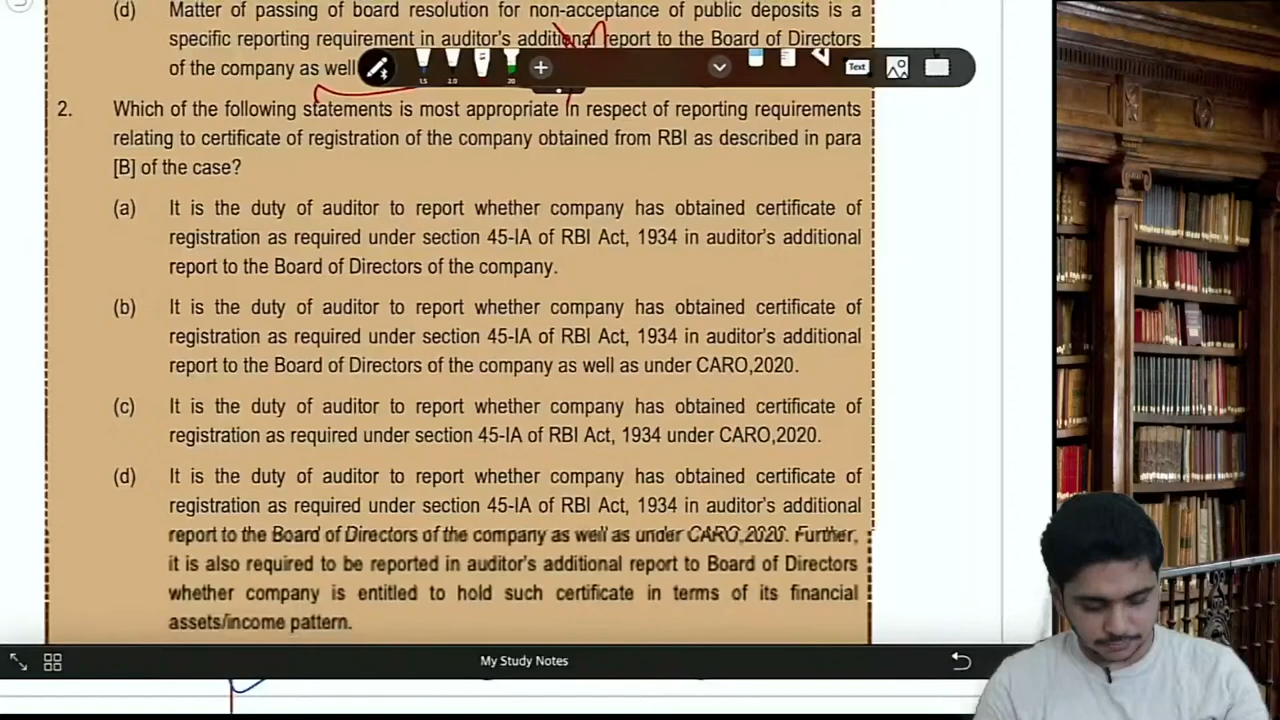 (d) Matter of passing of board resolution for non-acceptance of public deposits is a
specific reporting requirement in auditor's additional report to the Board of Directors
of the company as well
1.5
2.0
20
Text
2. Which of the following statements is most appropriate in respect of reporting requirements
relating to certificate of registration of the company obtained from RBI as described in para
[B] of the case?
(a) It is the duty of auditor to report whether company has obtained certificate of
registration as required under section 45-IA of RBI Act, 1934 in auditor's additional
report to the Board of Directors of the company.
(b) It is the duty of auditor to report whether company has obtained certificate of
registration as required under section 45-IA of RBI Act, 1934 in auditor's additional
report to the Board of Directors of the company as well as under CARO,2020.
(c) It is the duty of auditor to report whether company has obtained certificate of
registration as required under section 45-IA of RBI Act, 1934 under CARO,2020.
(d) It is the duty of auditor to report whether company has obtained certificate of
registration as required under section 45-IA of RBI Act, 1934 in auditor's additional
report to the Board of Directors of the company as well as under CARO,2020. Further,
it is also required to be reported in auditor's additional report to Board of Directors
whether company is entitled to hold such certificate in terms of its financial
assets/income pattern.
My Study Notes